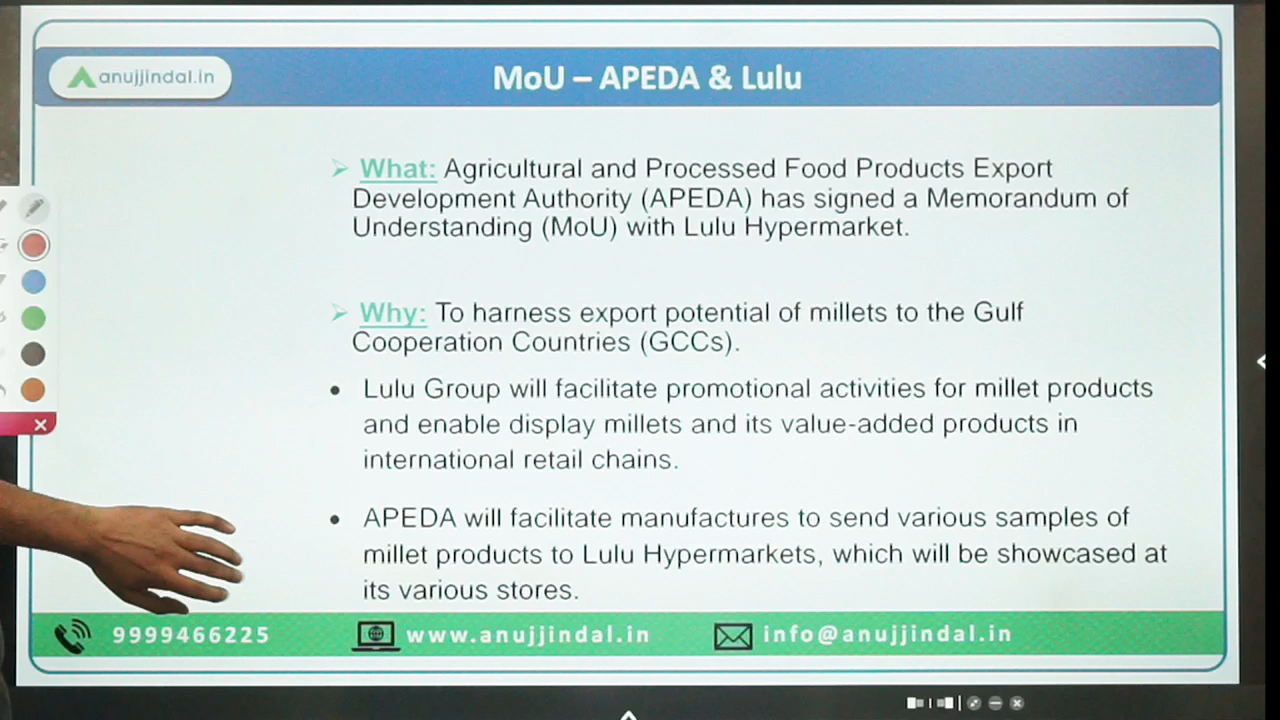 anujjindal.in
MoU – APEDA & Lulu
What: Agricultural and Processed Food Products Export
Development Authority (APEDA) has signed a Memorandum of
Understanding (MoU) with Lulu Hypermarket.
Why: To harness export potential of millets to the Gulf
Cooperation Countries (GCCs).
• Lulu Group will facilitate promotional activities for millet products
and enable display millets and its value-added products in
international retail chains.
• APEDA will facilitate manufactures to send various samples of
millet products to Lulu Hypermarkets, which will be showcased at
its various stores.
9999466225 www.anujjindal.in info@anujjindal.in